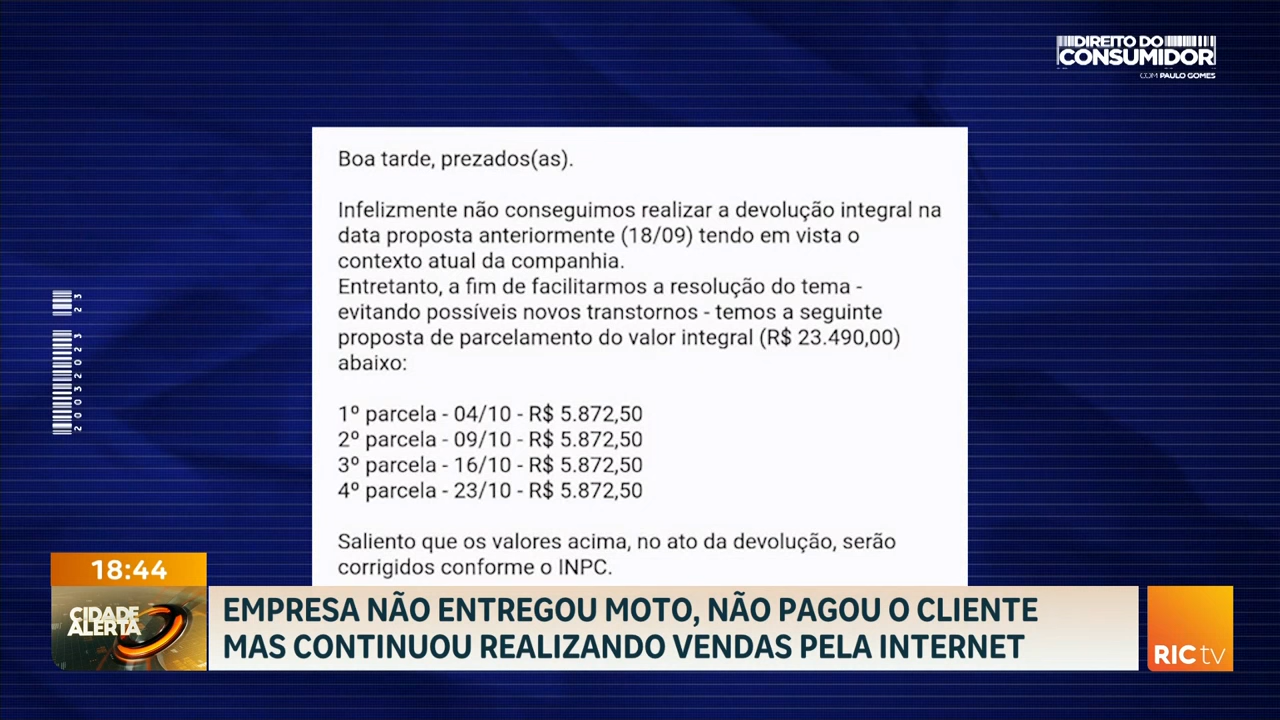 DIREITO DO
CONSUMIDOR
COM PAULO GOMES
Boa tarde, prezados(as).
Infelizmente não conseguimos realizar a devolução integral na
data proposta anteriormente (18/09) tendo em vista o
contexto atual da companhia.
Entretanto, a fim de facilitarmos a resolução do tema -
evitando possíveis novos transtornos - temos a seguinte
proposta de parcelamento do valor integral (R$ 23.490,00)
abaixo:
1º parcela - 04/10 - R$ 5.872,50
2º parcela - 09/10 - R$ 5.872,50
3º parcela - 16/10 - R$ 5.872,50
4º parcela - 23/10 - R$ 5.872,50
Saliento que os valores acima, no ato da devolução, serão
corrigidos conforme o INPC.
20032023 23
18:44
CIDADE
ALERTA
EMPRESA NÃO ENTREGOU MOTO, NÃO PAGOU O CLIENTE
MAS CONTINUOU REALIZANDO VENDAS PELA INTERNET
RIC tv